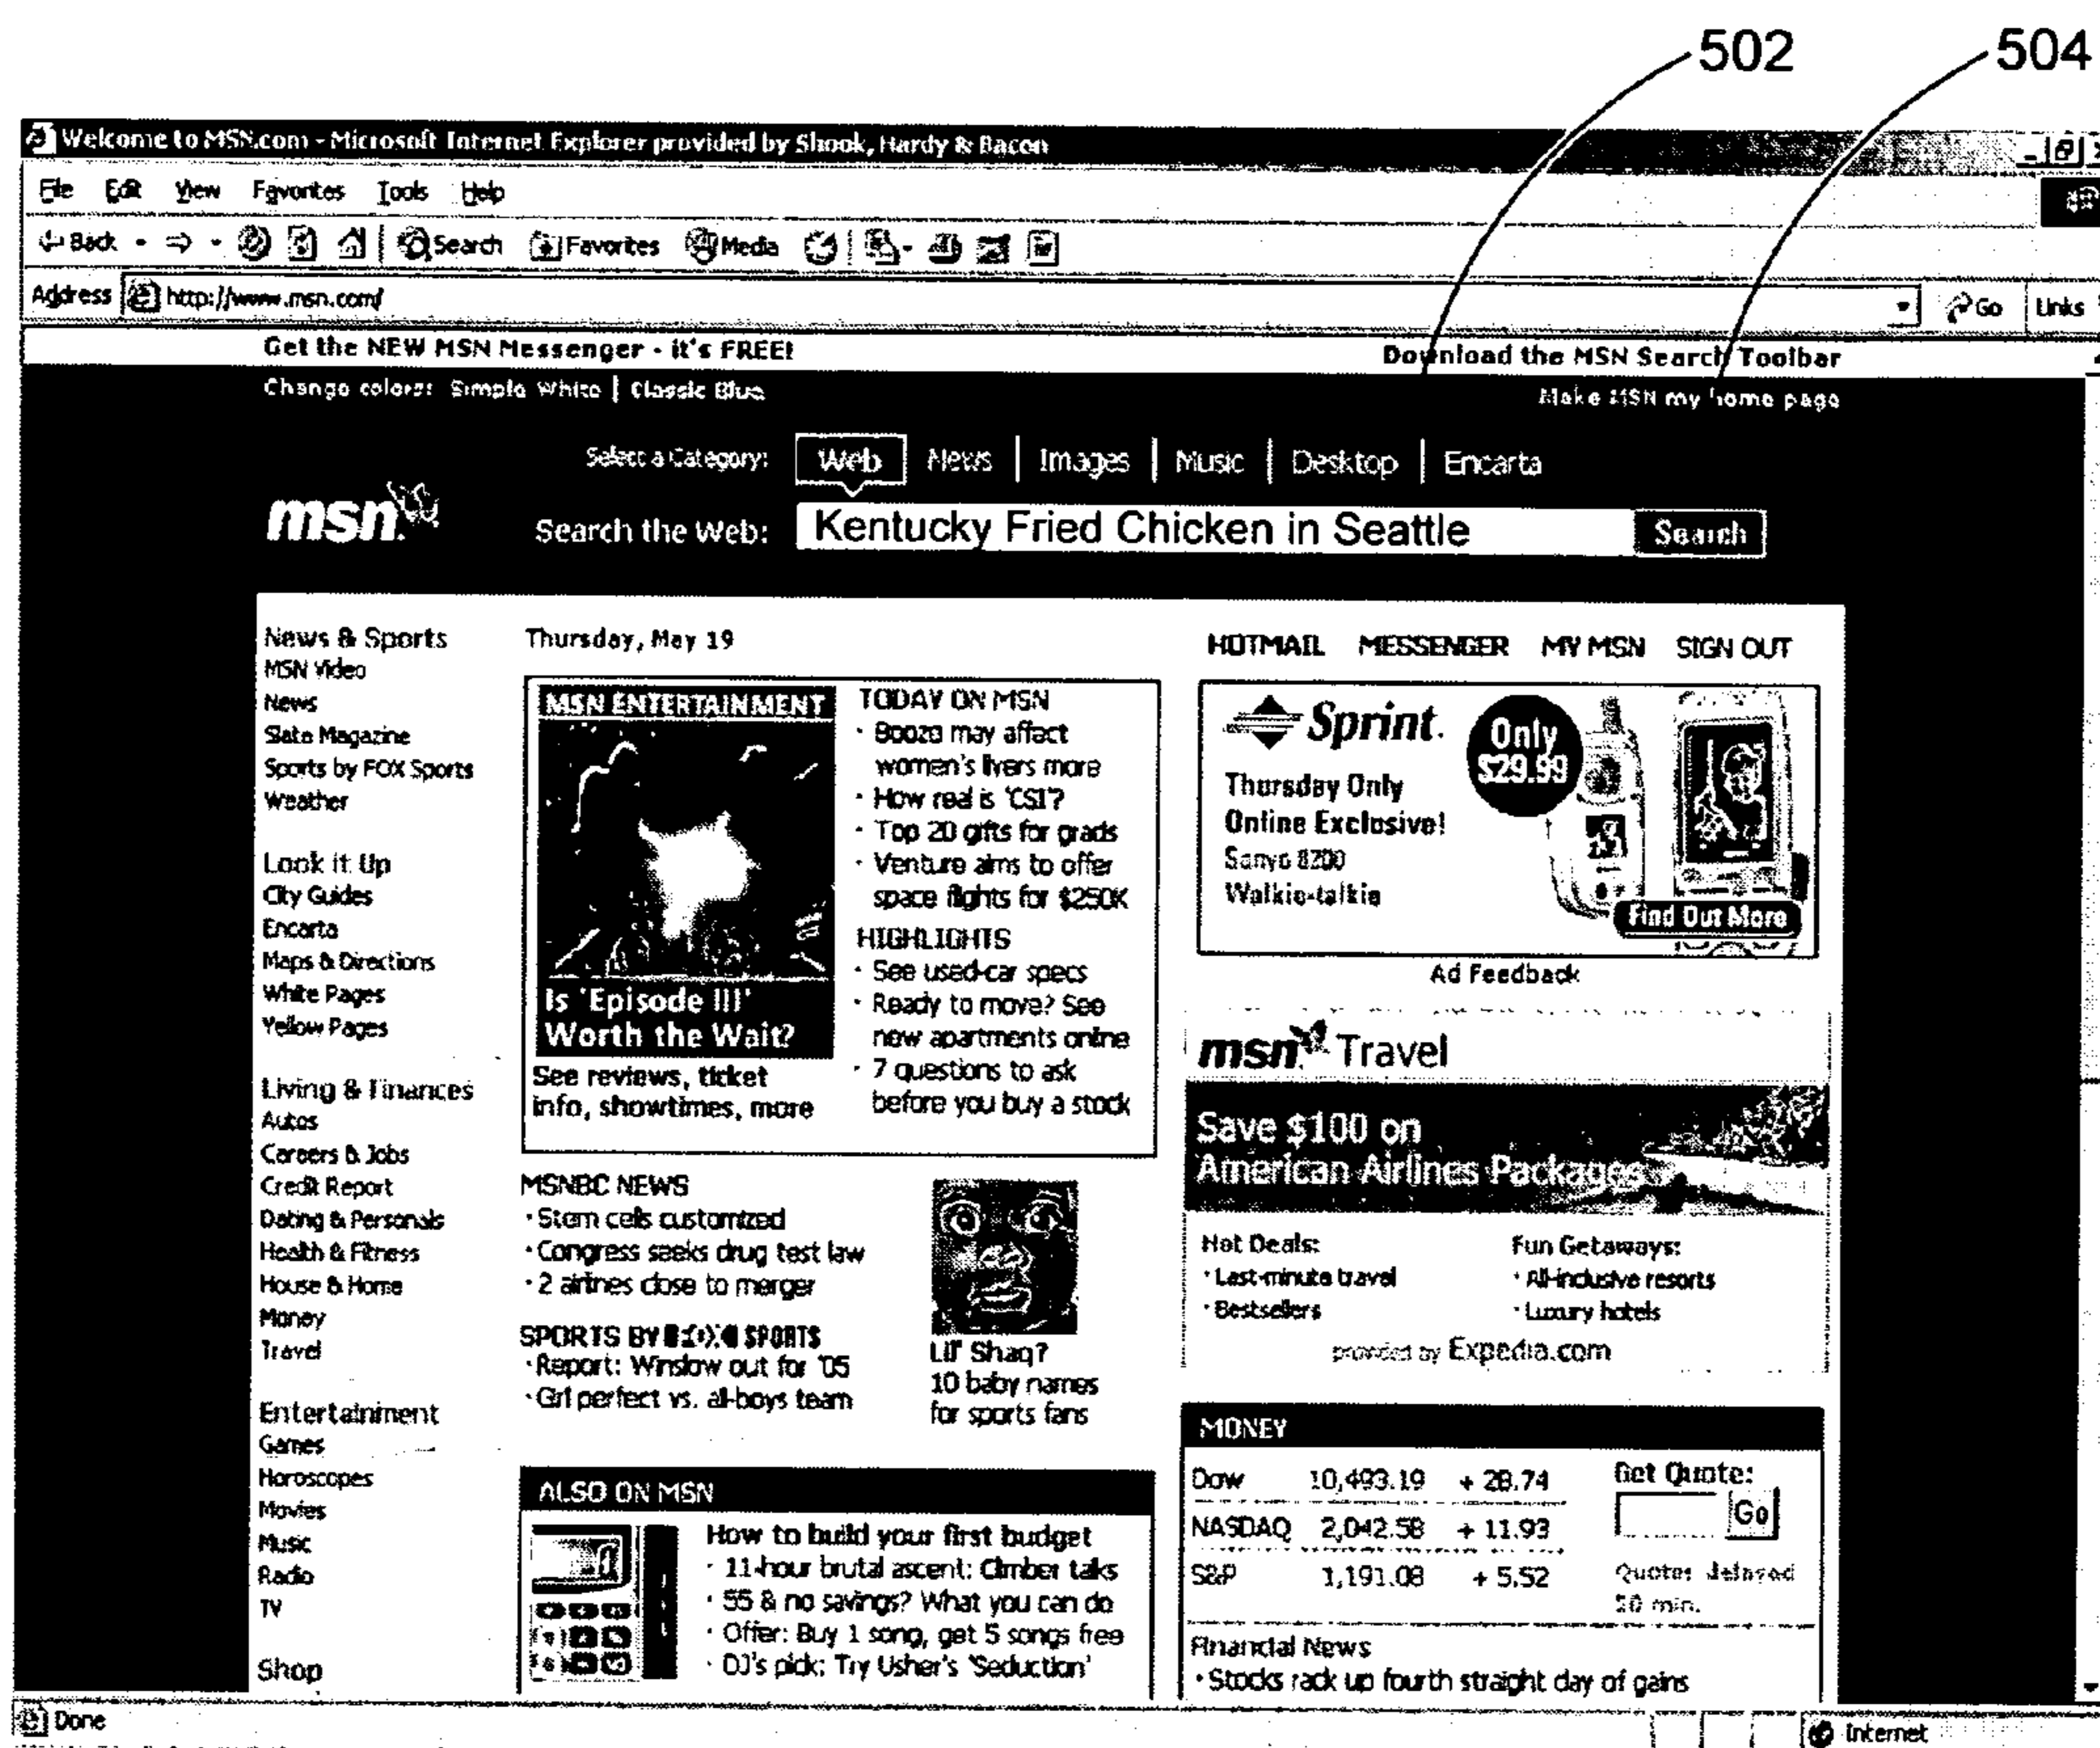 502
504
Welcome to MSN.com - Microsoft Internet Explorer provided by Shook, Hardy & Bacon
File Edit View Favorites Tools Help
Back Search Favorites Media
Address http://www.msn.com/ Go Links
Get the NEW MSN Messenger - it's FREE! Download the MSN Search Toolbar
Change colors: Simple White | Classic Blue Make MSN my home page
Select a Category: Web News | Images | Music | Desktop | Encarta
msn
Search the Web: Kentucky Fried Chicken in Seattle Search
News & Sports
MSN Video
News
Slate Magazine
Sports by FOX Sports
Weather
Look it Up
City Guides
Encarta
Maps & Directions
White Pages
Yellow Pages
Living & Finances
Autos
Careers & Jobs
Credit Report
Dating & Personals
Health & Fitness
House & Home
Money
Travel
Entertainment
Games
Horoscopes
Movies
Music
Radio
TV
Shop
Thursday, May 19
MSN ENTERTAINMENT
Is 'Episode III'
Worth the Wait?
See reviews, ticket
info, showtimes, more
TODAY ON MSN
· Booze may affect
women's livers more
· How real is 'CSI'?
· Top 20 gifts for grads
· Venture aims to offer
space flights for $250K
HIGHLIGHTS
· See used-car specs
· Ready to move? See
new apartments online
· 7 questions to ask
before you buy a stock
MSNBC NEWS
· Stem cells customized
· Congress seeks drug test law
· 2 airlines close to merger
SPORTS BY FOX SPORTS
· Report: Winslow out for '05
· Girl perfect vs. all-boys team
Lil' Shaq?
10 baby names
for sports fans
ALSO ON MSN
How to build your first budget
· 11-hour brutal ascent: Climber talks
· 55 & no savings? What you can do
· Offer: Buy 1 song, get 5 songs free
· DJ's pick: Try Usher's 'Seduction'
HOTMAIL MESSENGER MY MSN SIGN OUT
Sprint.
Only
$29.99
Thursday Only
Online Exclusive!
Sanyo 8200
Walkie-talkie
Find Out More
Ad Feedback
msn Travel
Save $100 on
American Airlines Packages
Hot Deals: Fun Getaways:
· Last-minute travel · All-inclusive resorts
· Bestsellers · Luxury hotels
provided by Expedia.com
MONEY
Dow 10,493.19 + 28.74
NASDAQ 2,042.58 + 11.93
S&P 1,191.08 + 5.52
Get Quote:
Go
Quotes delayed
20 min.
Financial News
· Stocks rack up fourth straight day of gains
Done Internet